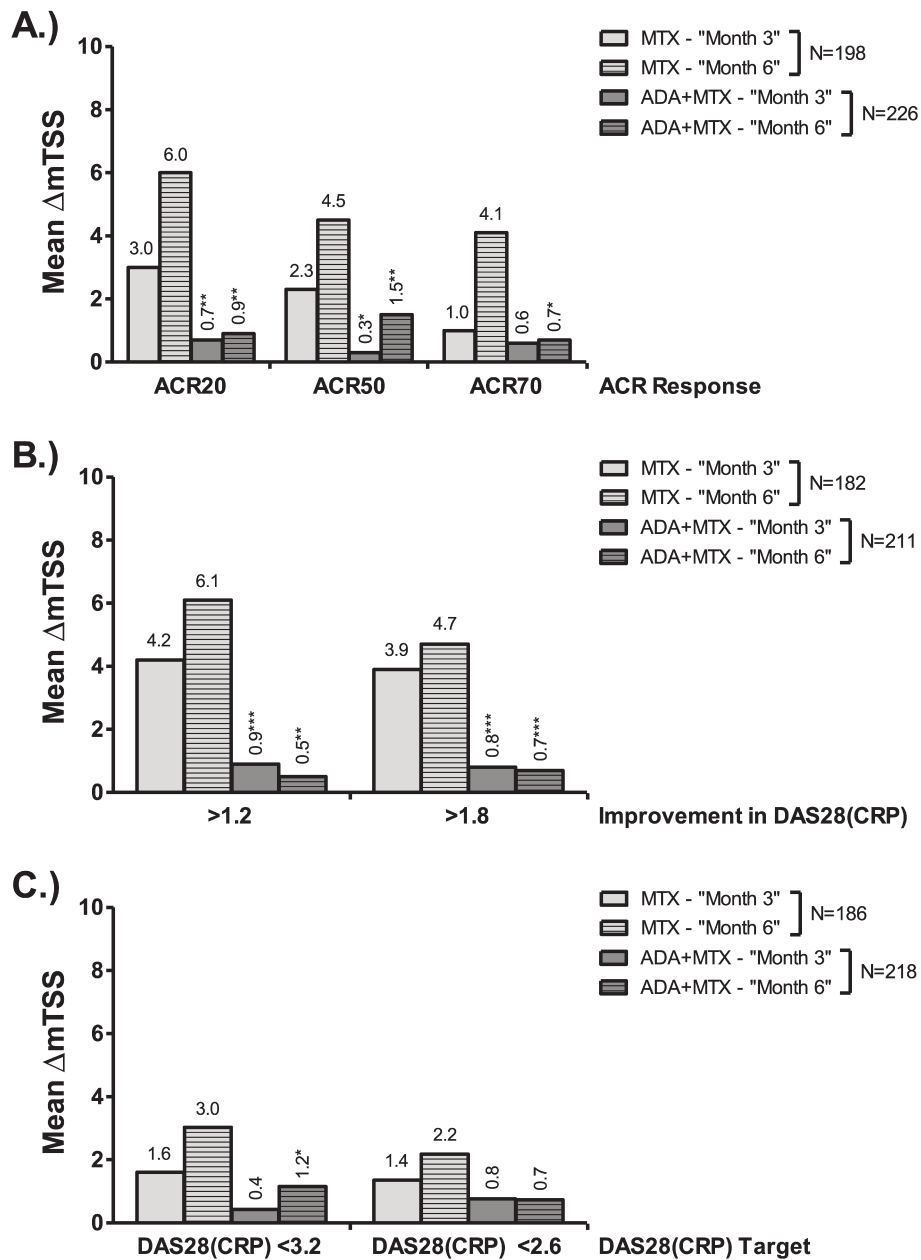 A.)
10
8
6
4
2
0
Mean ΔmTSS
3.0
6.0
0.7**
0.9**
2.3
4.5
0.3*
1.5**
1.0
4.1
0.6
0.7*
ACR20 ACR50 ACR70 ACR Response
MTX - "Month 3"
MTX - "Month 6"
N=198
ADA+MTX - "Month 3"
ADA+MTX - "Month 6"
N=226
B.)
10
8
6
4
2
0
Mean ΔmTSS
4.2
6.1
0.9***
0.5**
3.9
4.7
0.8***
0.7***
>1.2 >1.8 Improvement in DAS28(CRP)
MTX - "Month 3"
MTX - "Month 6"
N=182
ADA+MTX - "Month 3"
ADA+MTX - "Month 6"
N=211
C.)
10
8
6
4
2
0
Mean ΔmTSS
1.6
3.0
0.4
1.2*
1.4
2.2
0.8
0.7
DAS28(CRP) <3.2 DAS28(CRP) <2.6 DAS28(CRP) Target
MTX - "Month 3"
MTX - "Month 6"
N=186
ADA+MTX - "Month 3"
ADA+MTX - "Month 6"
N=218